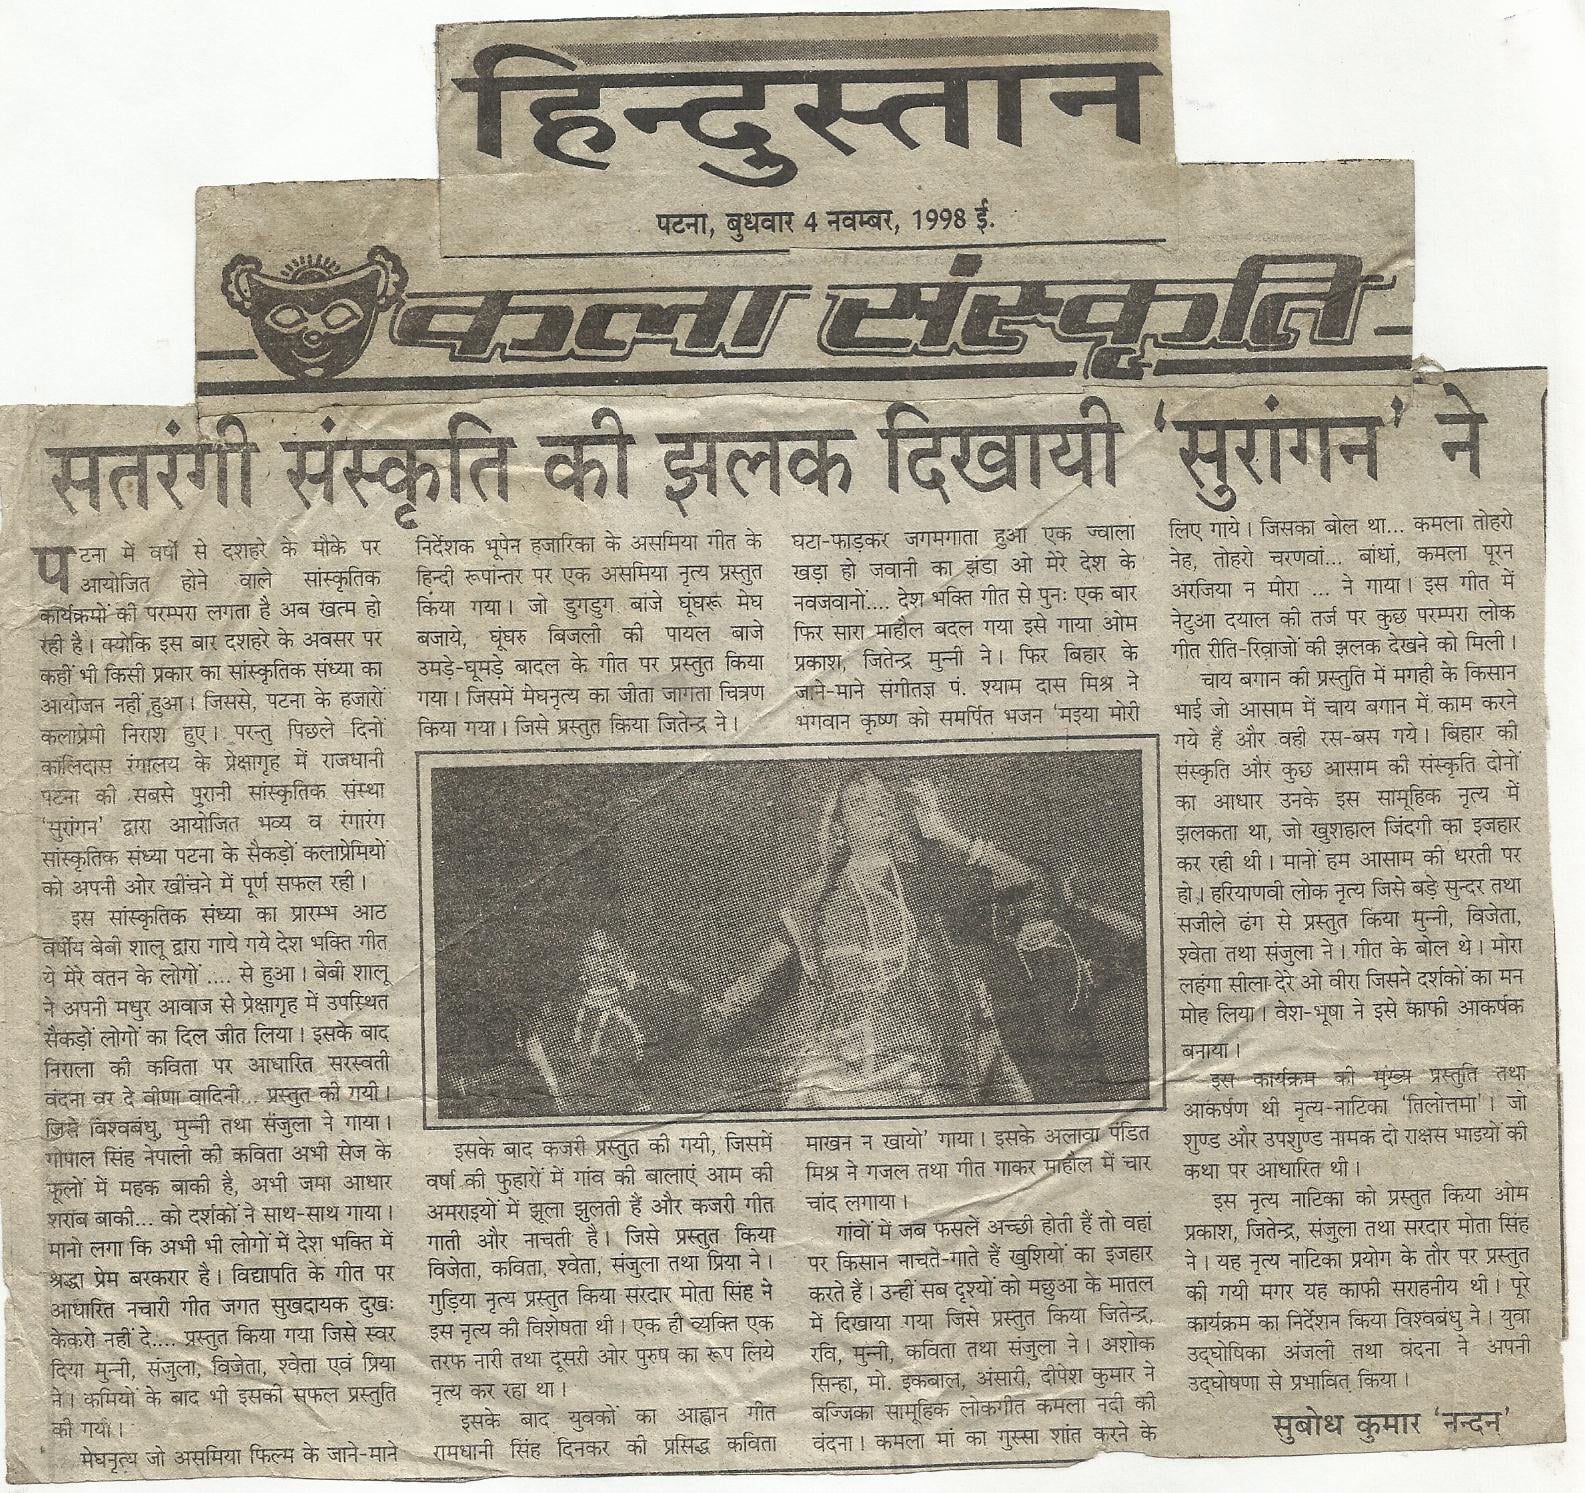 हिन्दुस्तान
पटना, बुधवार 4 नवम्बर, 1998 ई.
कला संस्कृति
सतरंगी संस्कृति की झलक दिखायी ‘सुरांगन’ ने
पटना में वर्षों से दशहरे के मौके पर
आयोजित होने वाले सांस्कृतिक
कार्यक्रमों की परम्परा लगता है अब खत्म हो
रही है। क्योकि इस बार दशहरे के अवसर पर
कहीं भी किसी प्रकार का सांस्कृतिक संध्या का
आयोजन नहीं हुआ। जिससे, पटना के हजारों
कलाप्रेमी निराश हुए। परन्तु पिछले दिनों
कालिदास रंगालय के प्रेक्षागृह में राजधानी
पटना की सबसे पुरानी सांस्कृतिक संस्था
‘सुरांगन’ द्वारा आयोजित भव्य व रंगारंग
सांस्कृतिक संध्या पटना के सैकड़ों कलाप्रेमियों
को अपनी ओर खींचने में पूर्ण सफल रही।
इस सांस्कृतिक संध्या का प्रारम्भ आठ
वर्षीय बेबी शालू द्वारा गाये गये देश भक्ति गीत
ये मेरे वतन के लोगों .... से हुआ। बेबी शालू
ने अपनी मधुर आवाज से प्रेक्षागृह में उपस्थित
सैकड़ों लोगों का दिल जीत लिया। इसके बाद
निराला की कविता पर आधारित सरस्वती
वंदना वर दे वीणा वादिनी... प्रस्तुत की गयी।
जिसे विश्वबंधु, मुन्नी तथा संजुला ने गाया।
गोपाल सिंह नेपाली की कविता अभी सेज के
फूलों में महक बाकी है, अभी जमा आधार
शराब बाकी... को दर्शकों ने साथ-साथ गाया।
मानो लगा कि अभी भी लोगों में देश भक्ति में
श्रद्धा प्रेम बरकरार है। विद्यापति के गीत पर
आधारित नचारी गीत जगत सुखदायक दुखः
केकरो नहीं दे.... प्रस्तुत किया गया जिसे स्वर
दिया मुन्नी, संजुला, विजेता, श्वेता एवं प्रिया
ने। कमियों के बाद भी इसकी सफल प्रस्तुति
की गयी।
मेघनृत्य जो असमिया फिल्म के जाने-माने
निर्देशक भूपेन हजारिका के असमिया गीत के
हिन्दी रूपान्तर पर एक असमिया नृत्य प्रस्तुत
किया गया। जो डुगडुग बांजे घूंघरू मेघ
बजाये, घूंघरु बिजली की पायल बाजे
उमड़े-घूमड़े बादल के गीत पर प्रस्तुत किया
गया। जिसमें मेघनृत्य का जीता जागता चित्रण
किया गया। जिसे प्रस्तुत किया जितेन्द्र ने।
इसके बाद कजरी प्रस्तुत की गयी, जिसमें
वर्षा की फुहारों में गांव की बालाएं आम की
अमराइयों में झूला झुलती हैं और कजरी गीत
गाती और नाचती है। जिसे प्रस्तुत किया
विजेता, कविता, श्वेता, संजुला तथा प्रिया ने।
गुड़िया नृत्य प्रस्तुत किया सरदार मोता सिंह ने
इस नृत्य की विशेषता थी। एक ही व्यक्ति एक
तरफ नारी तथा दूसरी ओर पुरुष का रूप लिये
नृत्य कर रहा था।
इसके बाद युवकों का आह्वान गीत
रामधानी सिंह दिनकर की प्रसिद्ध कविता
घटा-फाड़कर जगमगाता हुआ एक ज्वाला
खड़ा हो जवानी का झंडा ओ मेरे देश के
नवजवानों.... देश भक्ति गीत से पुनः एक बार
फिर सारा माहौल बदल गया इसे गाया ओम
प्रकाश, जितेन्द्र मुन्नी ने। फिर बिहार के
जाने-माने संगीतज्ञ पं. श्याम दास मिश्र ने
भगवान कृष्ण को समर्पित भजन ‘मइया मोरी
माखन न खायो’ गाया। इसके अलावा पंडित
मिश्र ने गजल तथा गीत गाकर माहौल में चार
चांद लगाया।
गांवों में जब फसलें अच्छी होती हैं तो वहां
पर किसान नाचते-गाते हैं खुशियों का इजहार
करते हैं। उन्हीं सब दृश्यों को मछुआ के मातल
में दिखाया गया जिसे प्रस्तुत किया जितेन्द्र,
रवि, मुन्नी, कविता तथा संजुला ने। अशोक
सिन्हा, मो. इकबाल, अंसारी, दीपेश कुमार ने
बज्जिका सामूहिक लोकगीत कमला नदी की
वंदना। कमला मां का गुस्सा शांत करने के
लिए गाये। जिसका बोल था... कमला तोहरो
नेह, तोहरो चरणवां... बांधां, कमला पूरन
अरजिया न मोरा ... ने गाया। इस गीत में
नेटुआ दयाल की तर्ज पर कुछ परम्परा लोक
गीत रीति-रिवाजों की झलक देखने को मिली।
चाय बगान की प्रस्तुति में मगही के किसान
भाई जो आसाम में चाय बगान में काम करने
गये हैं और वही रस-बस गये। बिहार की
संस्कृति और कुछ आसाम की संस्कृति दोनों
का आधार उनके इस सामूहिक नृत्य में
झलकता था, जो खुशहाल जिंदगी का इजहार
कर रही थी। मानों हम आसाम की धरती पर
हो। हरियाणवी लोक नृत्य जिसे बड़े सुन्दर तथा
सजीले ढंग से प्रस्तुत किया मुन्नी, विजेता,
श्वेता तथा संजुला ने। गीत के बोल थे। मोरा
लहंगा सीला देरे ओ वीरा जिसने दर्शकों का मन
मोह लिया। वेश-भूषा ने इसे काफी आकर्षक
बनाया।
इस कार्यक्रम की मुख्य प्रस्तुति तथा
आकर्षण थी नृत्य-नाटिका ‘तिलोत्तमा’। जो
शुण्ड और उपशुण्ड नामक दो राक्षस भाइयों की
कथा पर आधारित थी।
इस नृत्य नाटिका को प्रस्तुत किया ओम
प्रकाश, जितेन्द्र, संजुला तथा सरदार मोता सिंह
ने। यह नृत्य नाटिका प्रयोग के तौर पर प्रस्तुत
की गयी मगर यह काफी सराहनीय थी। पूरे
कार्यक्रम का निर्देशन किया विश्वबंधु ने। युवा
उद्घोषिका अंजली तथा वंदना ने अपनी
उद्घोषणा से प्रभावित किया।
सुबोध कुमार ‘नन्दन’